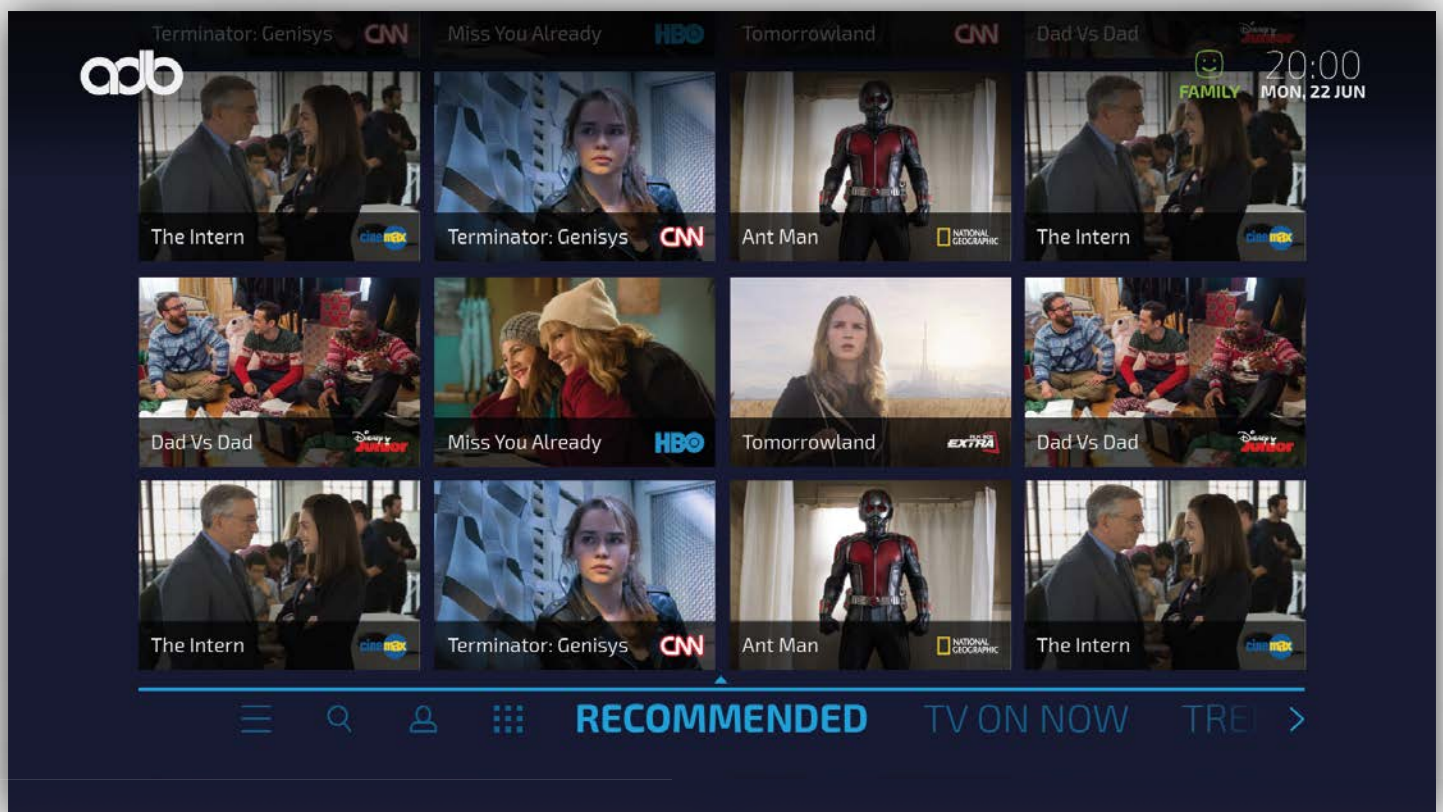 Terminator: Genisys CNN Miss You Already HBO Tomorrowland CNN Dad Vs Dad Disney Junior
adb
20:00
FAMILY MON, 22 JUN
The Intern cinemax Terminator: Genisys CNN Ant Man NATIONAL GEOGRAPHIC The Intern cinemax
Dad Vs Dad Disney Junior Miss You Already HBO Tomorrowland EXTRA Dad Vs Dad Disney Junior
The Intern cinemax Terminator: Genisys CNN Ant Man NATIONAL GEOGRAPHIC The Intern cinemax
RECOMMENDED TV ON NOW TRE